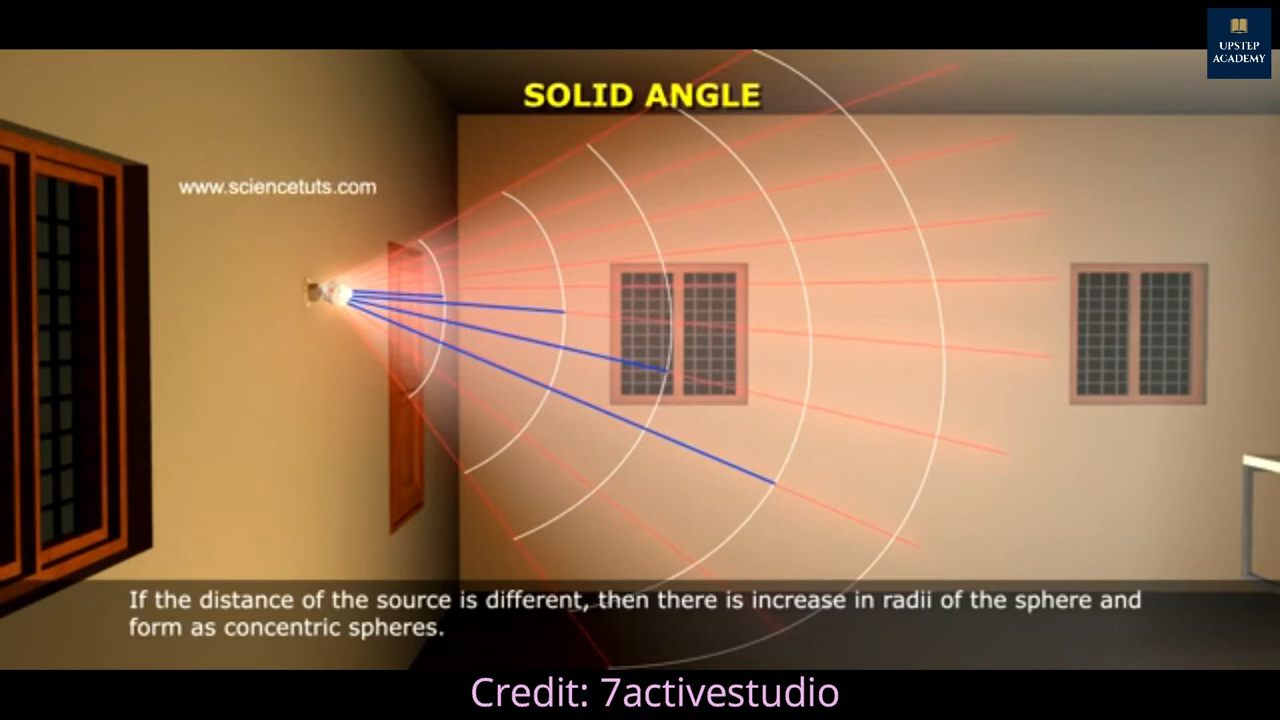 UPSTEP
ACADEMY
SOLID ANGLE
www.sciencetuts.com
If the distance of the source is different, then there is increase in radii of the sphere and
form as concentric spheres.
Credit: 7activestudio